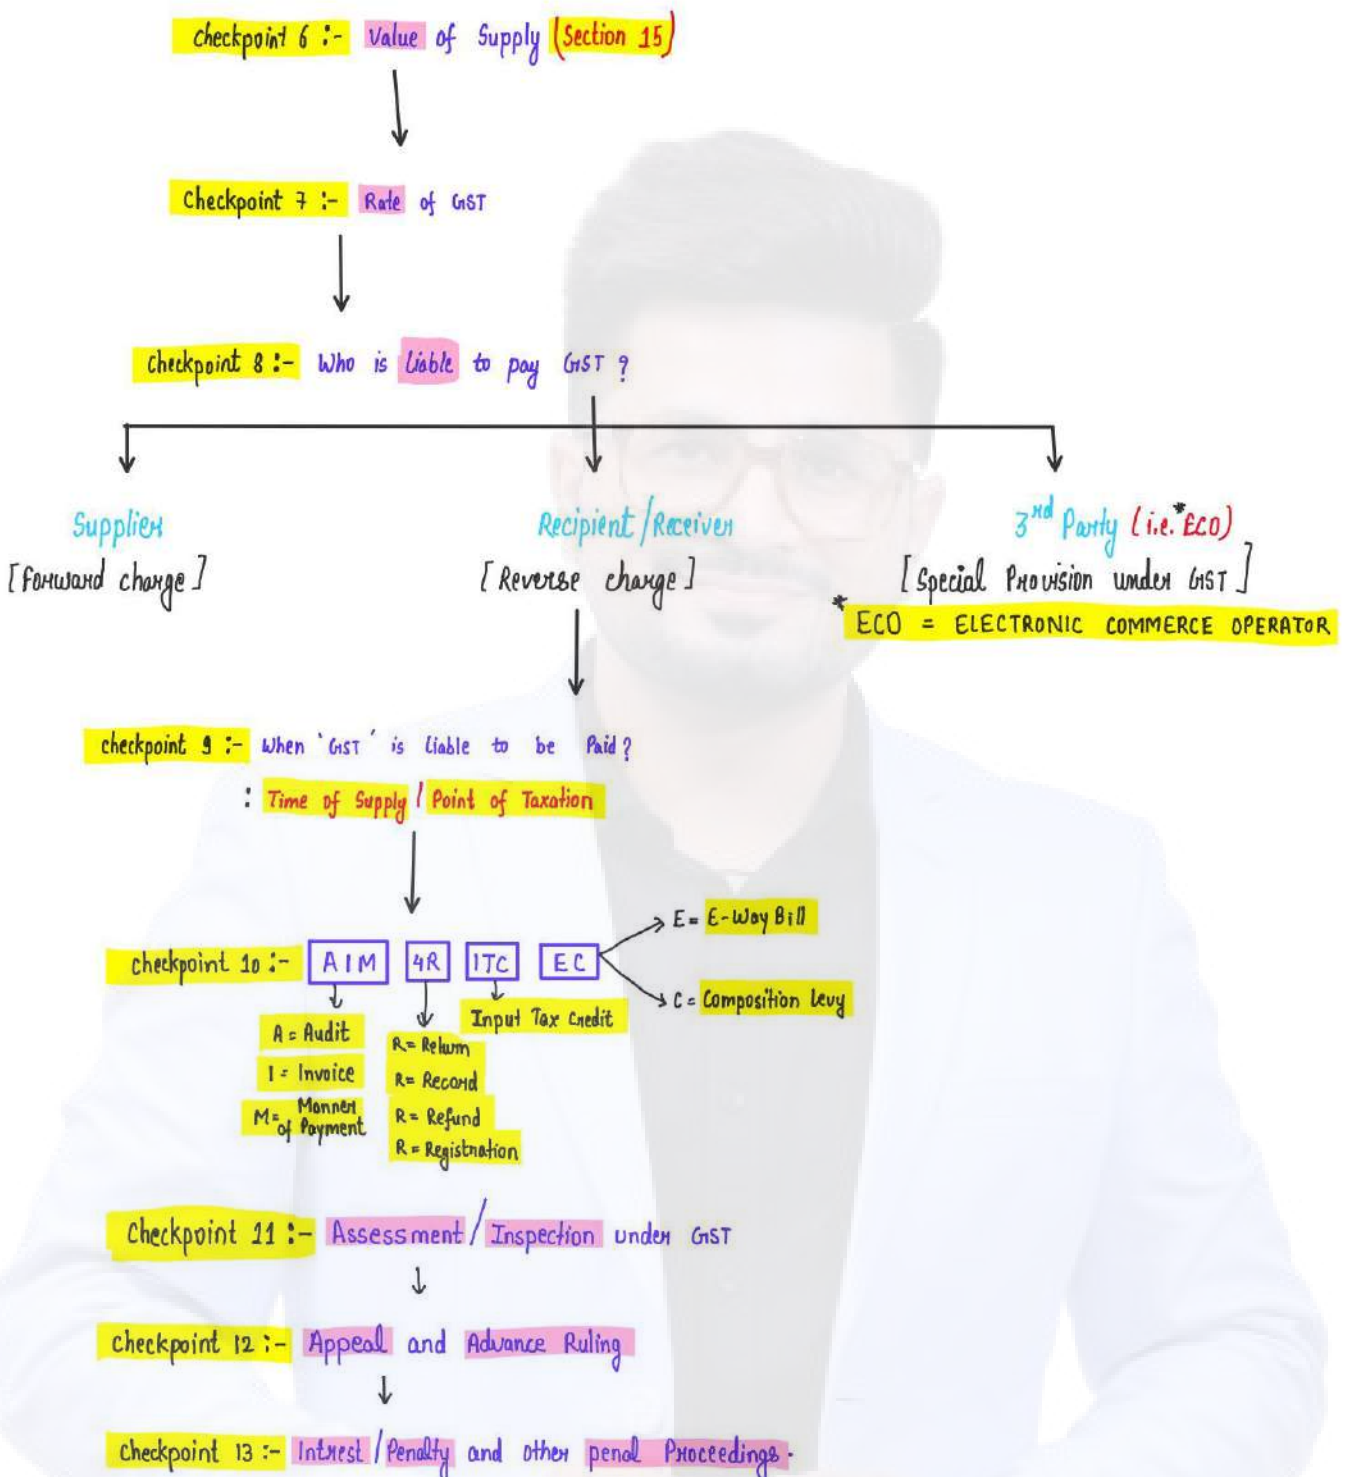 Checkpoint 6 :- Value of Supply (Section 15)
Checkpoint 7 :- Rate of GST
Checkpoint 8 :- Who is Liable to pay GST ?
Supplier
[Forward charge]
Recipient/Receiver
[Reverse charge]
3rd Party (i.e.*ECO)
[Special Provision under GST]
* ECO = ELECTRONIC COMMERCE OPERATOR
checkpoint 9 :- When 'GST' is liable to be Paid?
: Time of Supply / Point of Taxation
Checkpoint 10 :- AIM 4R ITC EC
E = E-Way Bill
C = Composition Levy
A = Audit
I = Invoice
M = Manner of Payment
R = Return
R = Record
R = Refund
R = Registration
Input Tax Credit
Checkpoint 11 :- Assessment / Inspection under GST
Checkpoint 12 :- Appeal and Advance Ruling
Checkpoint 13 :- Intrest / Penalty and other penal Proceedings.